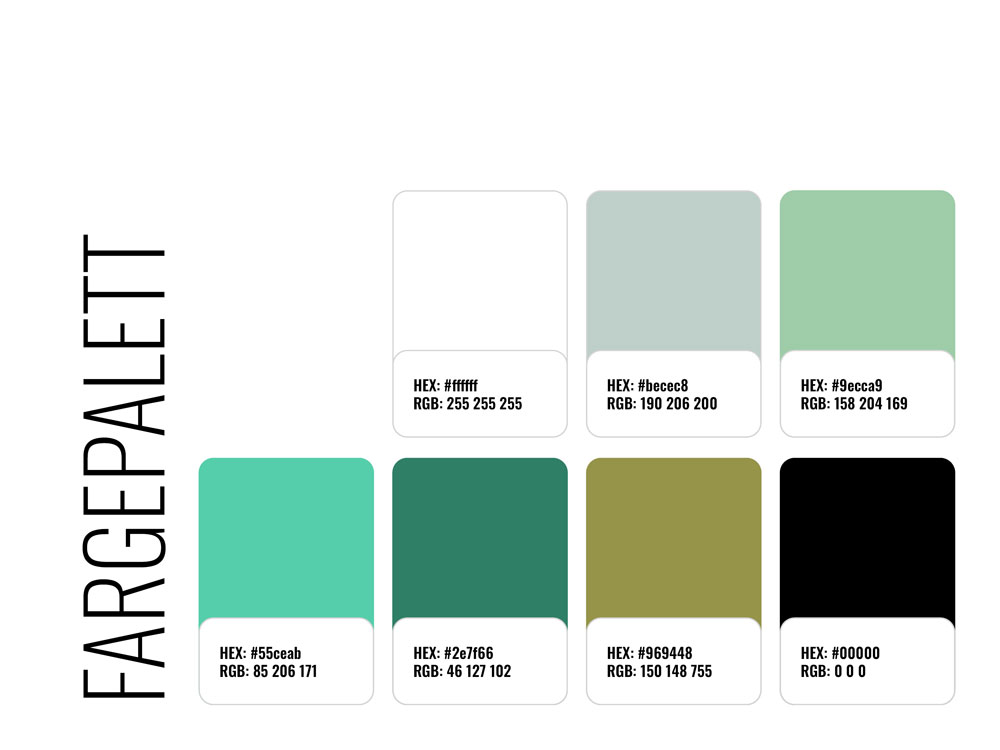 FARGEPALETT
HEX: #ffffff
RGB: 255 255 255
HEX: #becec8
RGB: 190 206 200
HEX: #9ecca9
RGB: 158 204 169
HEX: #55ceab
RGB: 85 206 171
HEX: #2e7f66
RGB: 46 127 102
HEX: #969448
RGB: 150 148 755
HEX: #00000
RGB: 0 0 0